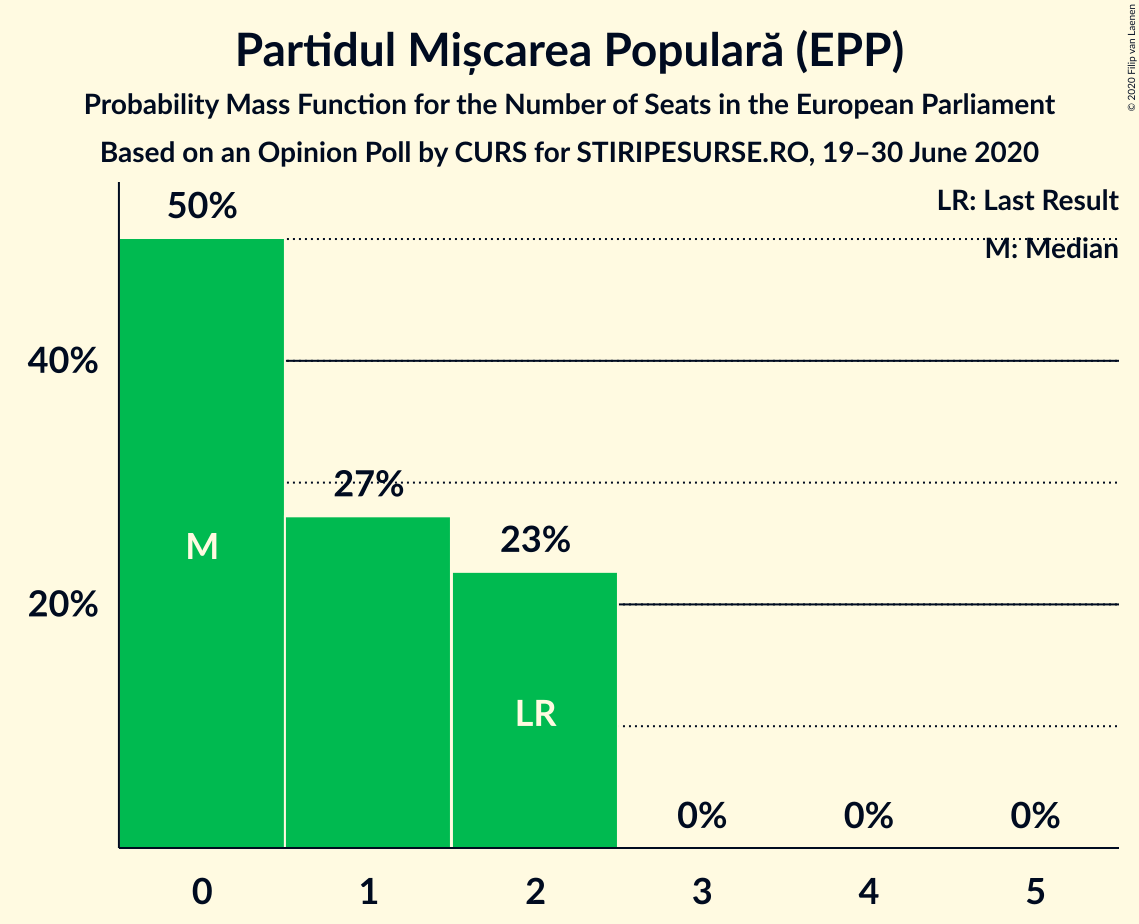 Partidul Mișcarea Populară (EPP)
Probability Mass Function for the Number of Seats in the European Parliament
Based on an Opinion Poll by CURS for STIRIPESURSE.RO, 19–30 June 2020
© 2020 Filip van Laenen
LR: Last Result
M: Median
50%
40%
27%
23%
20%
M
LR
0%
0%
0%
0
1
2
3
4
5